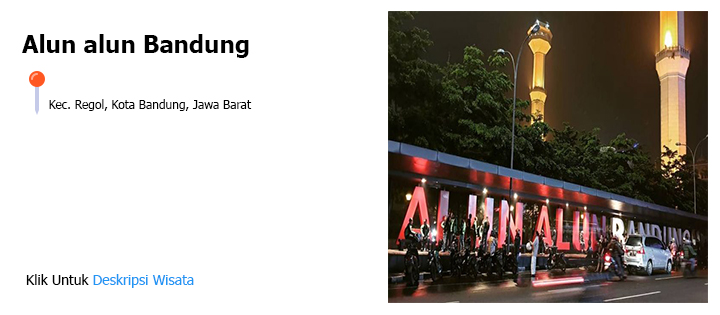 Alun alun Bandung
Kec. Regol, Kota Bandung, Jawa Barat
Klik Untuk Deskripsi Wisata
ALUN ALUN BANDUNG